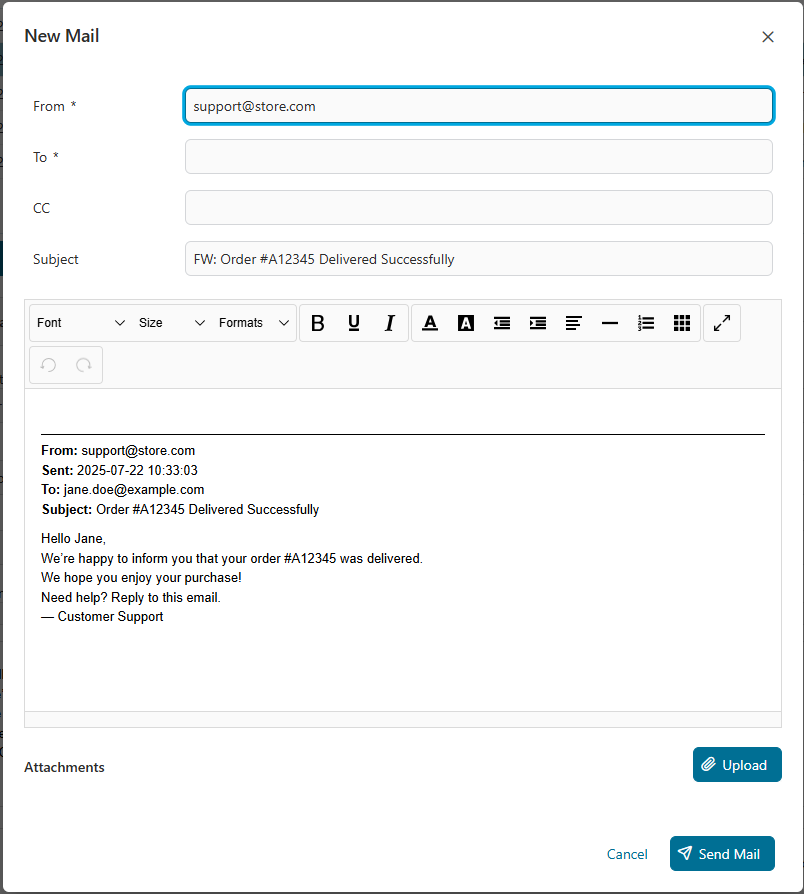 New Mail
From *
support@store.com
To *
CC
Subject
FW: Order #A12345 Delivered Successfully
Font Size Formats B U I A A
From: support@store.com
Sent: 2025-07-22 10:33:03
To: jane.doe@example.com
Subject: Order #A12345 Delivered Successfully
Hello Jane,
We're happy to inform you that your order #A12345 was delivered.
We hope you enjoy your purchase!
Need help? Reply to this email.
— Customer Support
Attachments
Upload
Cancel
Send Mail